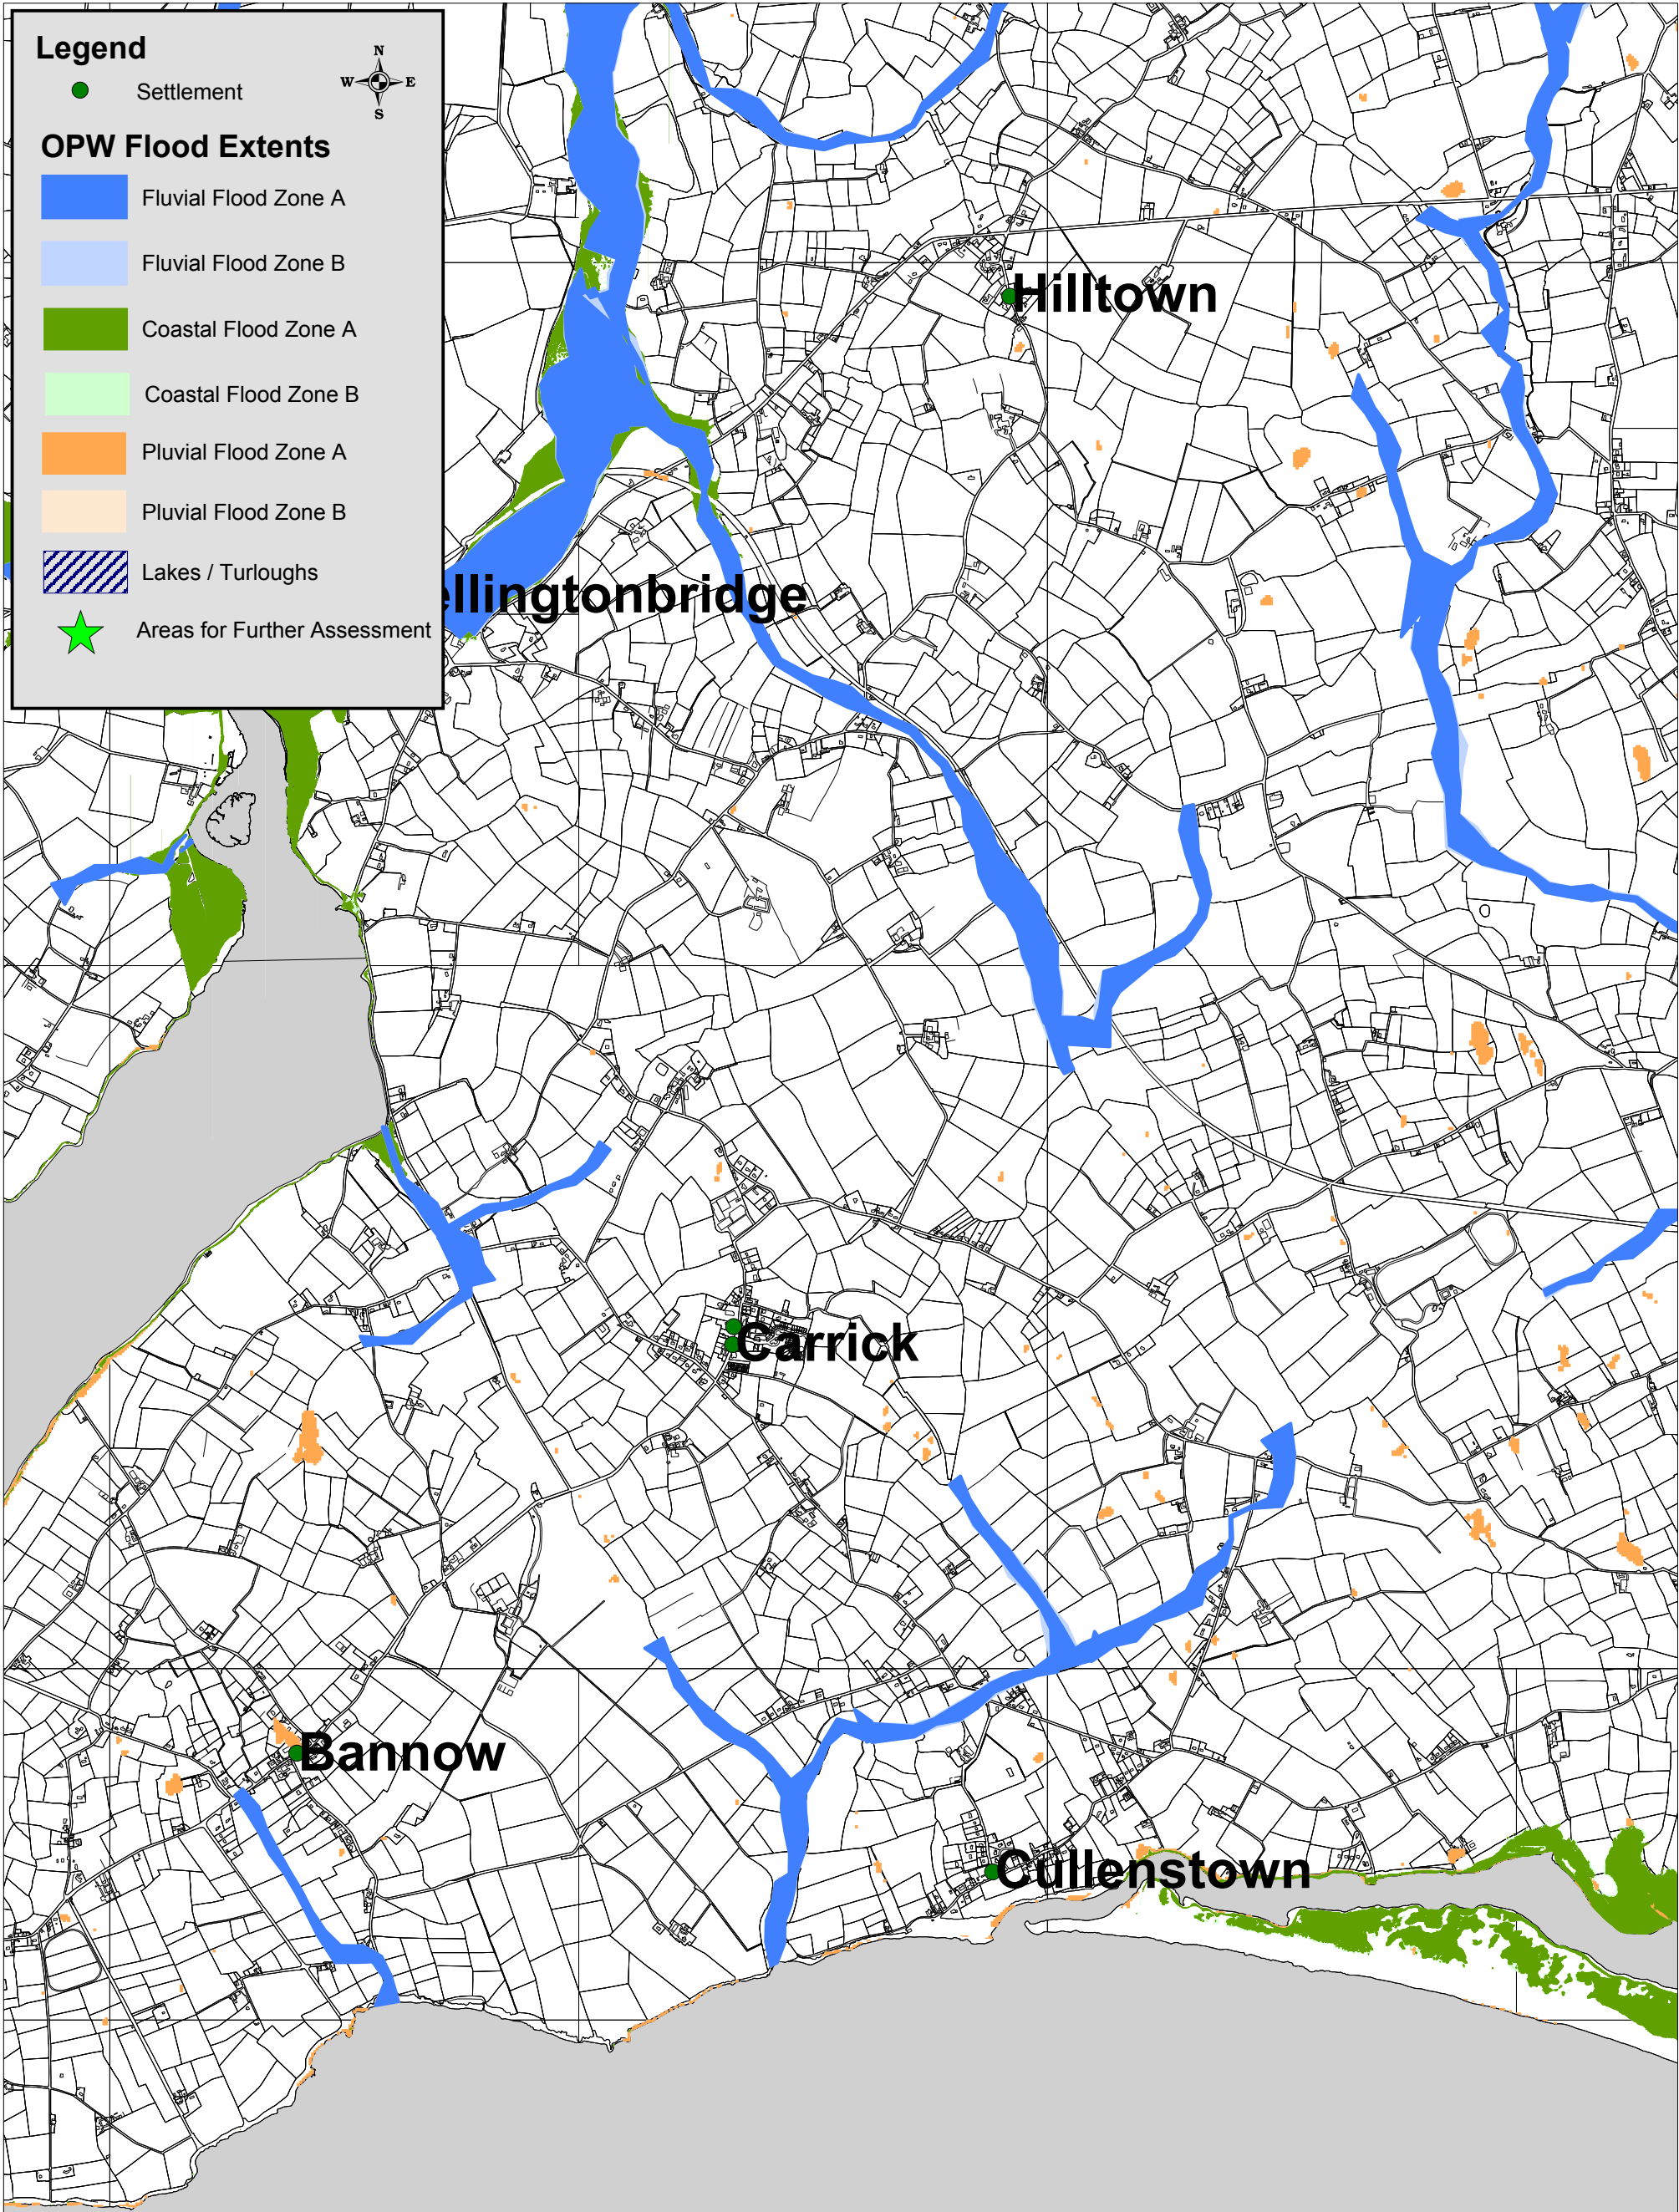 Legend
N
W E
S
Settlement
OPW Flood Extents
Fluvial Flood Zone A
Fluvial Flood Zone B
Coastal Flood Zone A
Coastal Flood Zone B
Pluvial Flood Zone A
Pluvial Flood Zone B
Lakes / Turloughs
Areas for Further Assessment
Hilltown
ellingtonbridge
Carrick
Bannow
Cullenstown